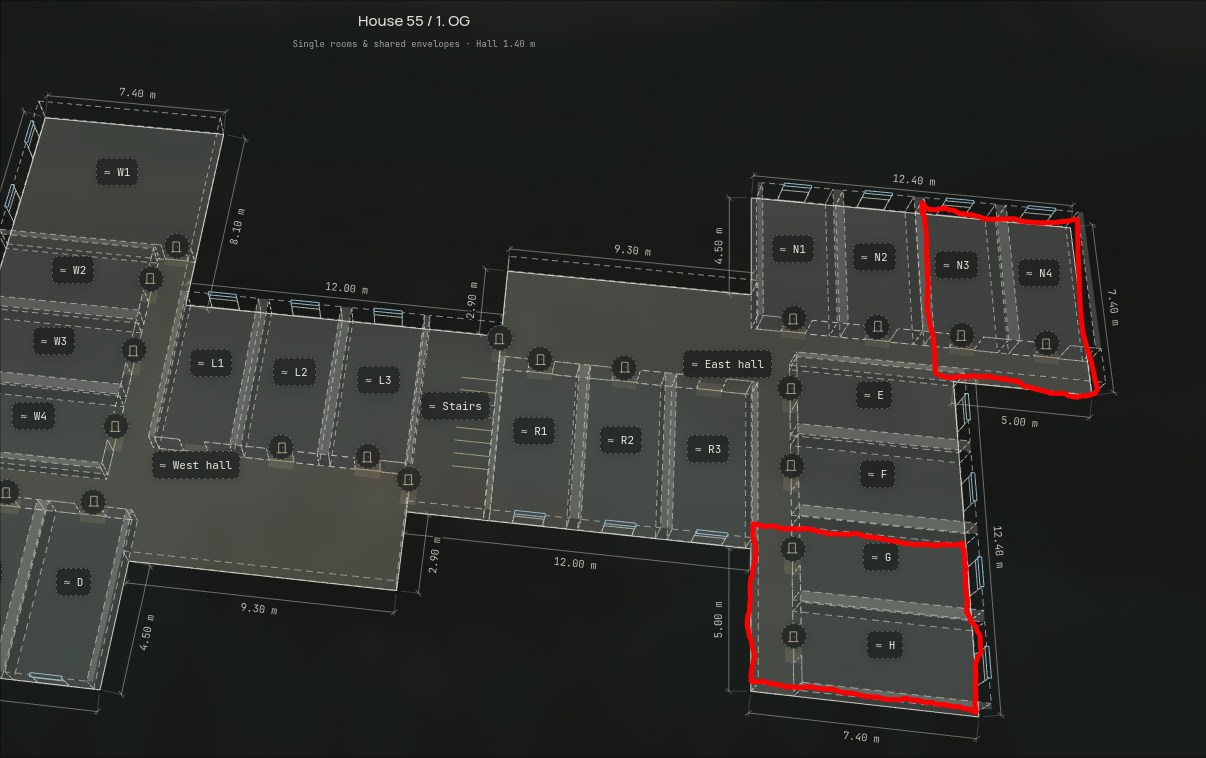 House 55 / 1. OG
Single rooms & shared envelopes · Hall 1.40 m
7.40 m
≈ W1
8.10 m
≈ W2
≈ W3
≈ W4
12.00 m
≈ L1
≈ L2
≈ L3
≈ West hall
≈ Stairs
2.90 m
9.30 m
≈ East hall
≈ R1
≈ R2
≈ R3
4.50 m
12.40 m
≈ N1
≈ N2
≈ N3
≈ N4
7.40 m
5.00 m
≈ E
≈ F
≈ G
≈ H
12.40 m
12.00 m
2.90 m
9.30 m
≈ D
4.50 m
5.00 m
7.40 m